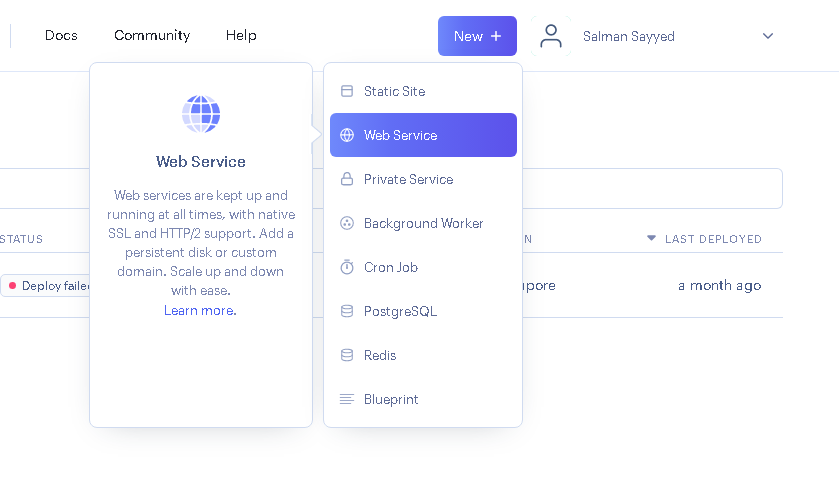 Docs Community Help New + Salman Sayyed
Web Service
Web services are kept up and
running at all times, with native
SSL and HTTP/2 support. Add a
persistent disk or custom
domain. Scale up and down
with ease.
Learn more.
Static Site
Web Service
Private Service
Background Worker
Cron Job
PostgreSQL
Redis
Blueprint
STATUS N LAST DEPLOYED
Deploy faile pore a month ago